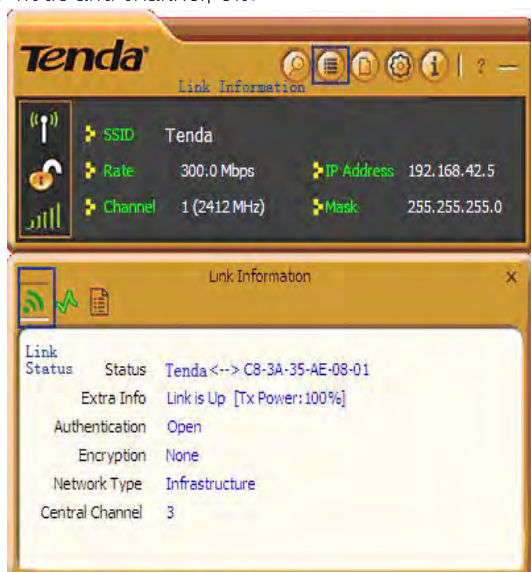 Tenda
Link Information
? —
SSID Tenda
Rate 300.0 Mbps IP Address 192.168.42.5
Channel 1 (2412 MHz) Mask 255.255.255.0
Link Information ×
Link
Status Status Tenda<--> C8-3A-35-AE-08-01
Extra Info Link is Up [Tx Power:100%]
Authentication Open
Encryption None
Network Type Infrastructure
Central Channel 3